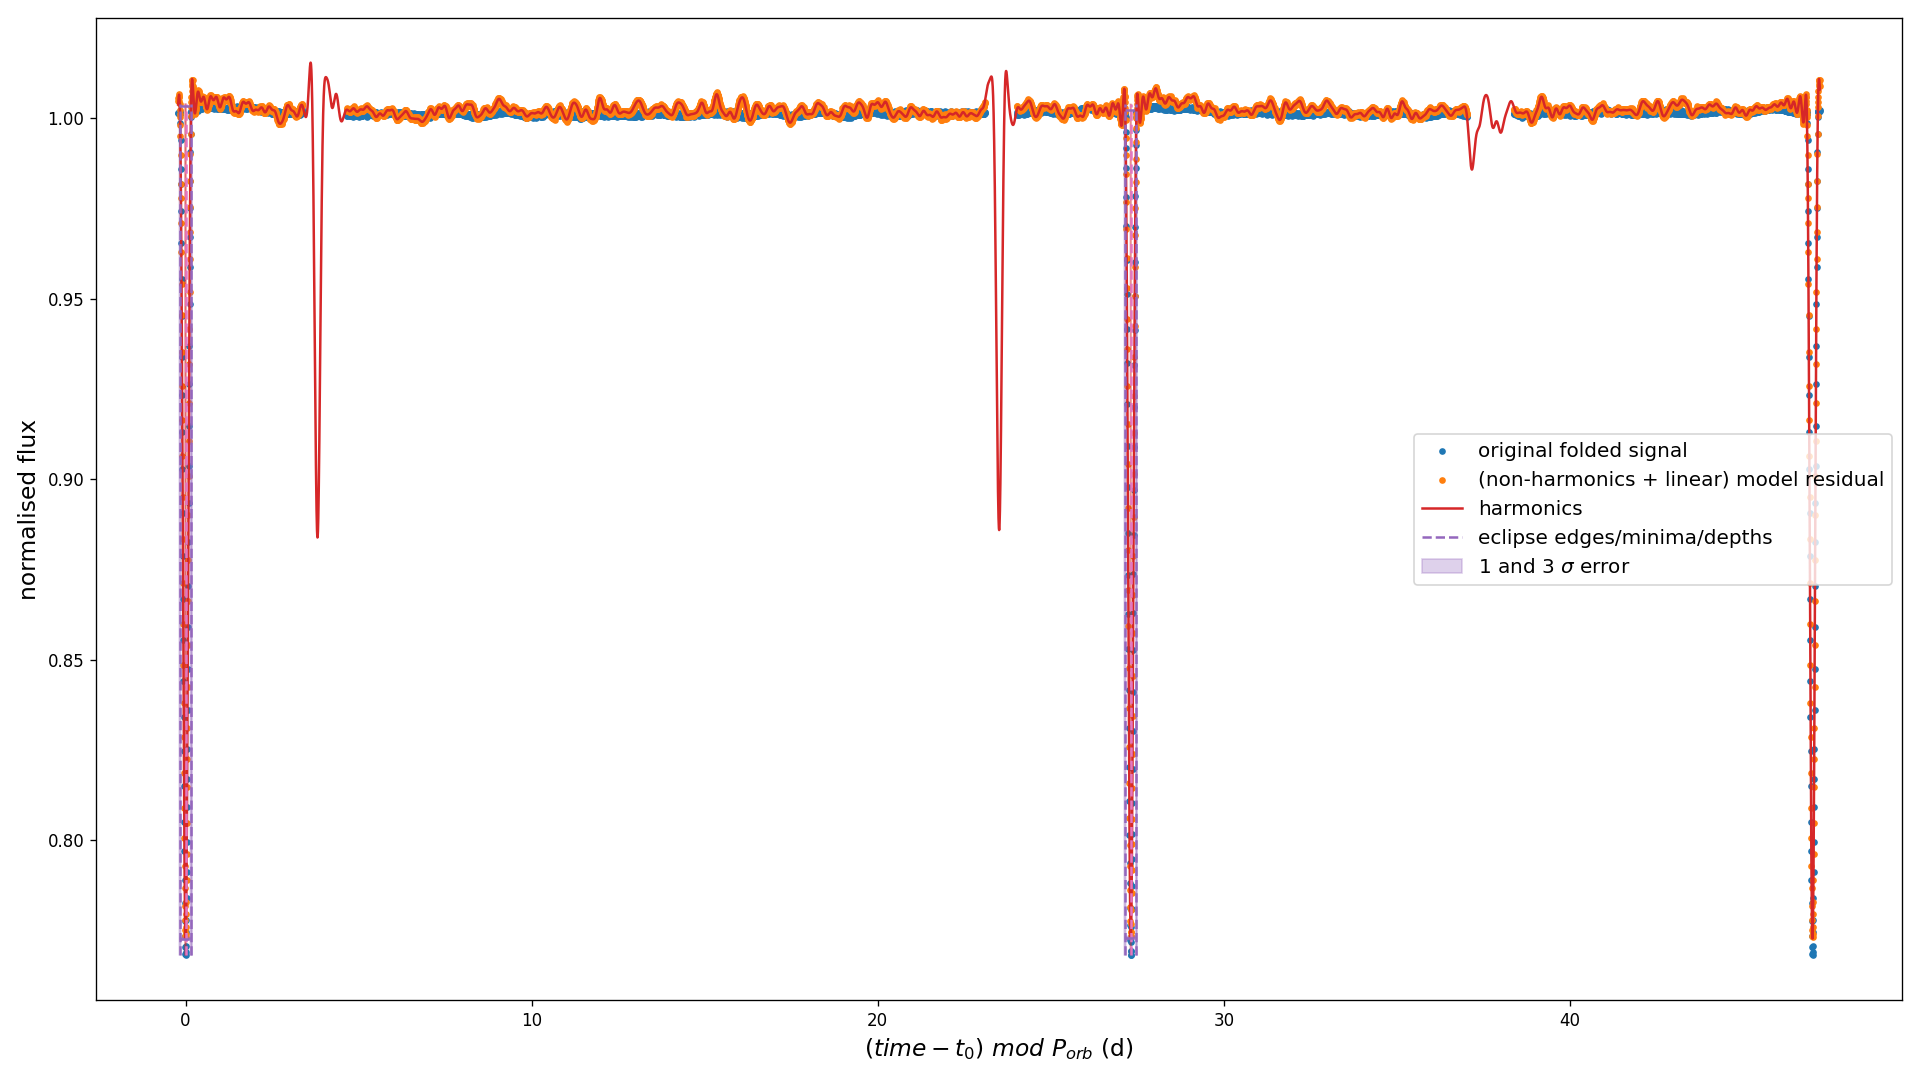 normalised flux
1.00
0.95
0.90
0.85
0.80
original folded signal
(non-harmonics + linear) model residual
harmonics
eclipse edges/minima/depths
1 and 3 σ error
0 10 20 30 40
(time − t₀) mod P_orb (d)